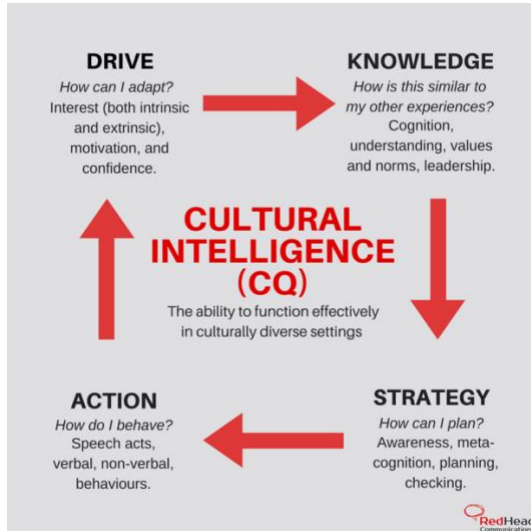 DRIVE
How can I adapt?
Interest (both intrinsic
and extrinsic),
motivation, and
confidence.
KNOWLEDGE
How is this similar to
my other experiences?
Cognition,
understanding, values
and norms, leadership.
CULTURAL
INTELLIGENCE
(CQ)
The ability to function effectively
in culturally diverse settings
ACTION
How do I behave?
Speech acts,
verbal, non-verbal,
behaviours.
STRATEGY
How can I plan?
Awareness, meta-
cognition, planning,
checking.
RedHead
Communication